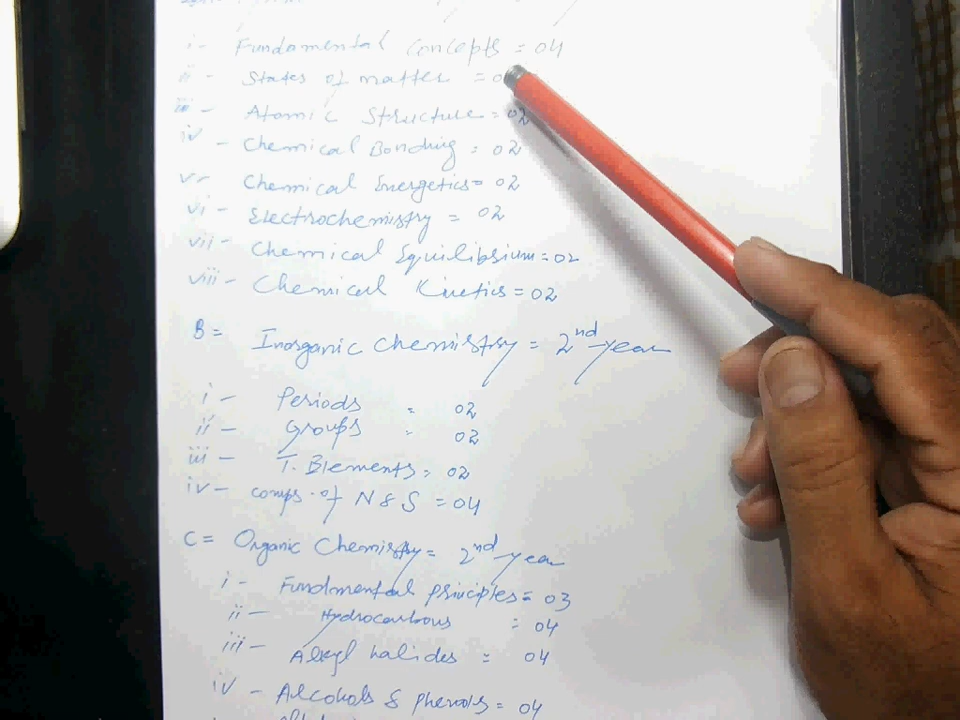 i- Fundamental Concepts = 04
ii- States of matter =
iii- Atomic Structure = 02
iv- Chemical Bonding = 02
v- Chemical Energetics = 02
vi- Electrochemistry = 02
vii- Chemical Equilibrium = 02
viii- Chemical Kinetics = 02
B= Inorganic Chemistry = 2nd year
i- Periods = 02
ii- Groups = 02
iii- T. Elements = 02
iv- comps. of N & S = 04
C= Organic Chemistry = 2nd year
i- Fundmental principles = 03
ii- Hydrocarbons = 04
iii- Alkyl halides = 04
iv- Alcohols & phenols = 04